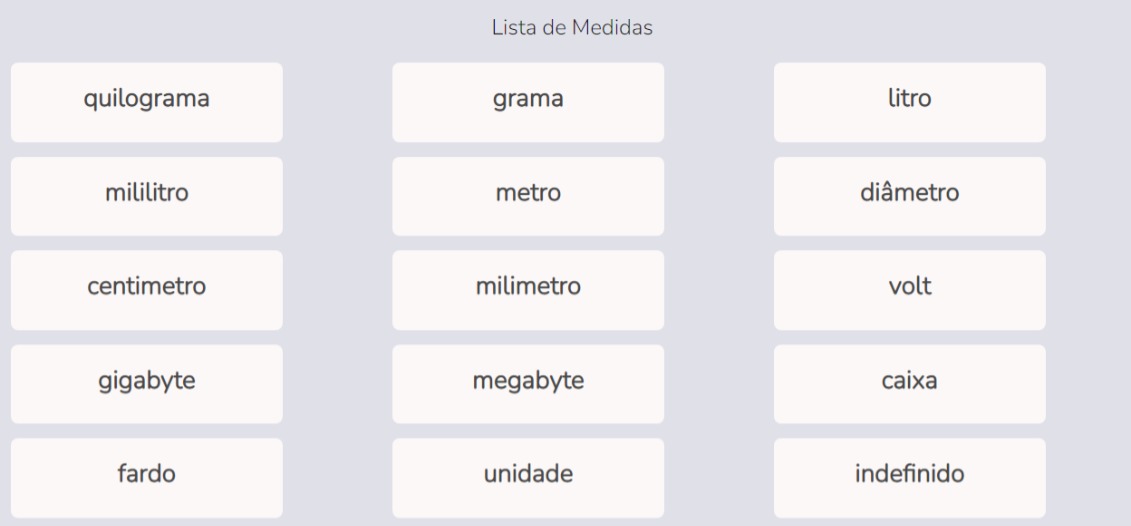 Lista de Medidas
quilograma
grama
litro
mililitro
metro
diâmetro
centimetro
milimetro
volt
gigabyte
megabyte
caixa
fardo
unidade
indefinido